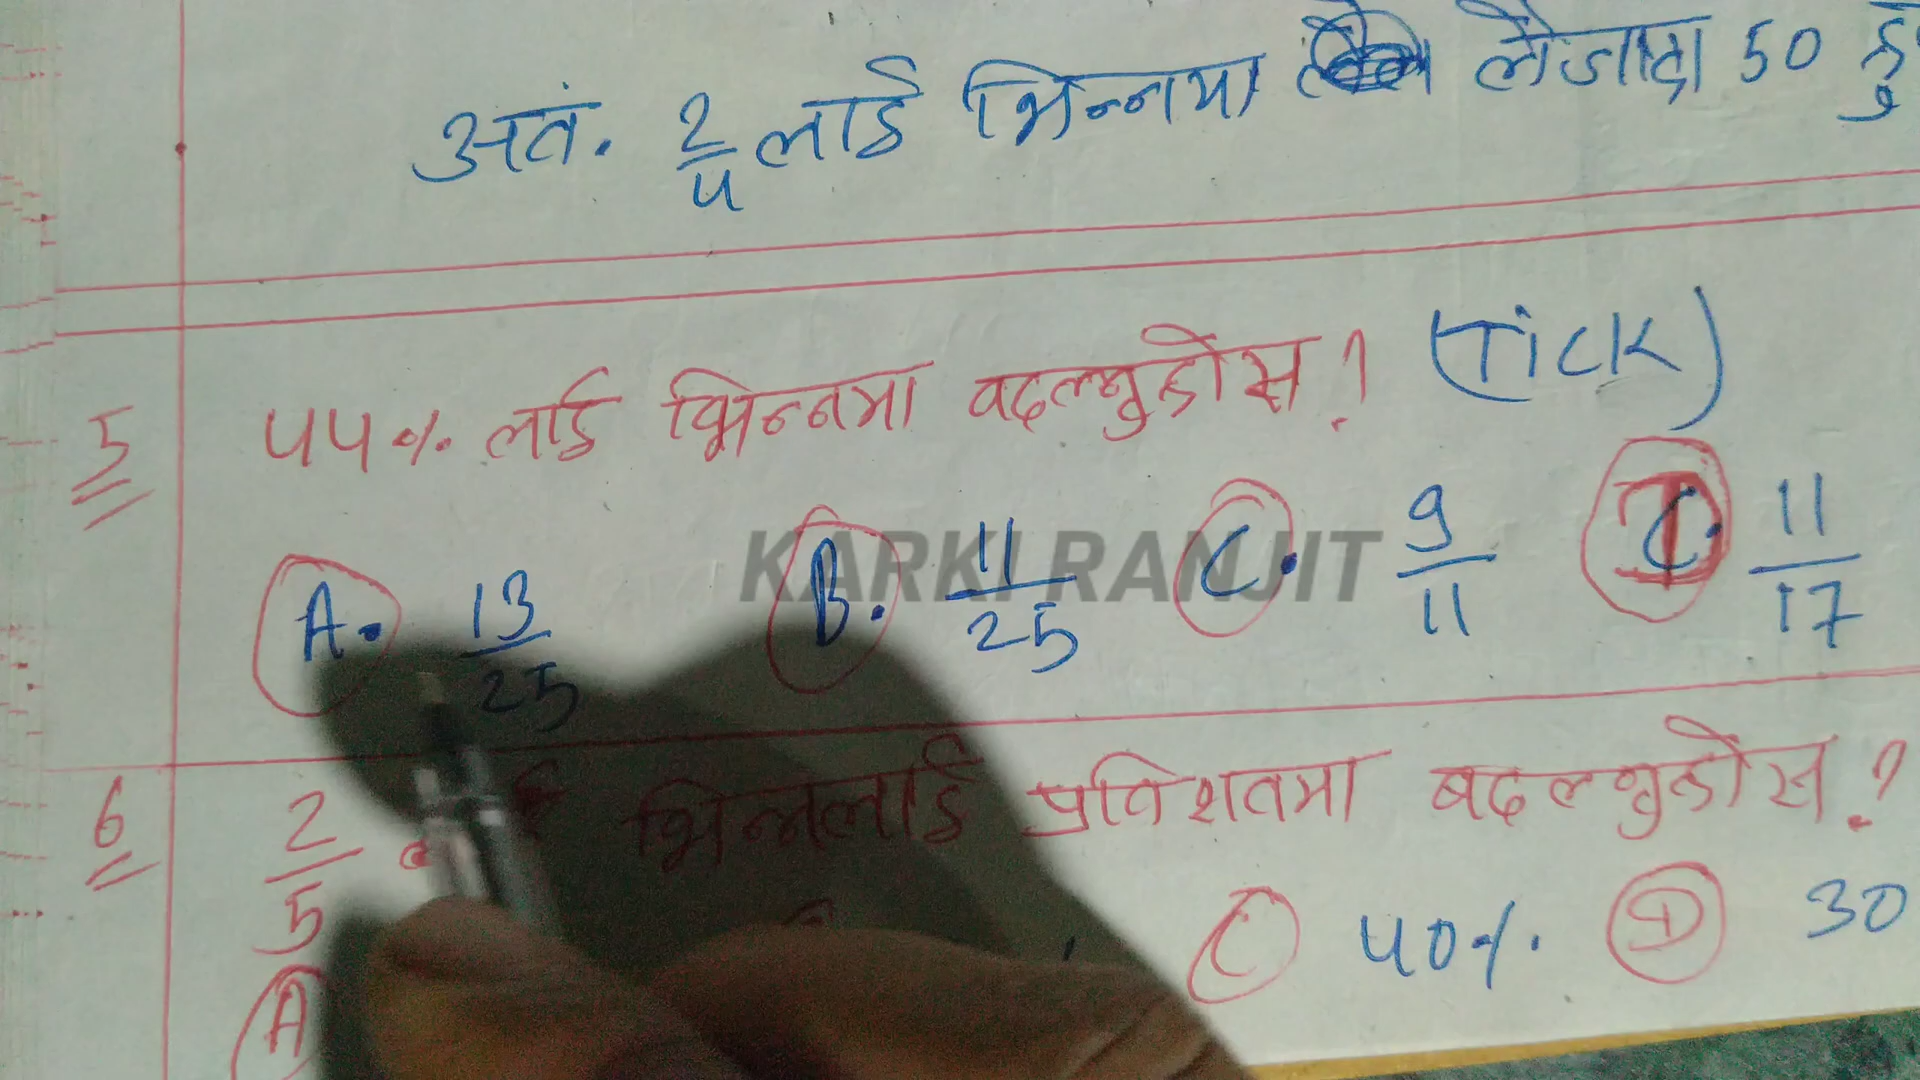 अतं. 2/4 लाई भिन्नमा लैजादा 50 हु
5 44% लाई भिन्नमा बदल्नुहोस? (TiCK)
A. 13/25 B. 11/25 C. 9/11 D. 11/17
KARKI RANJIT
6 2/5 भिन्नलाई प्रतिशतमा बदल्नुहोस?
A C 40% D 30